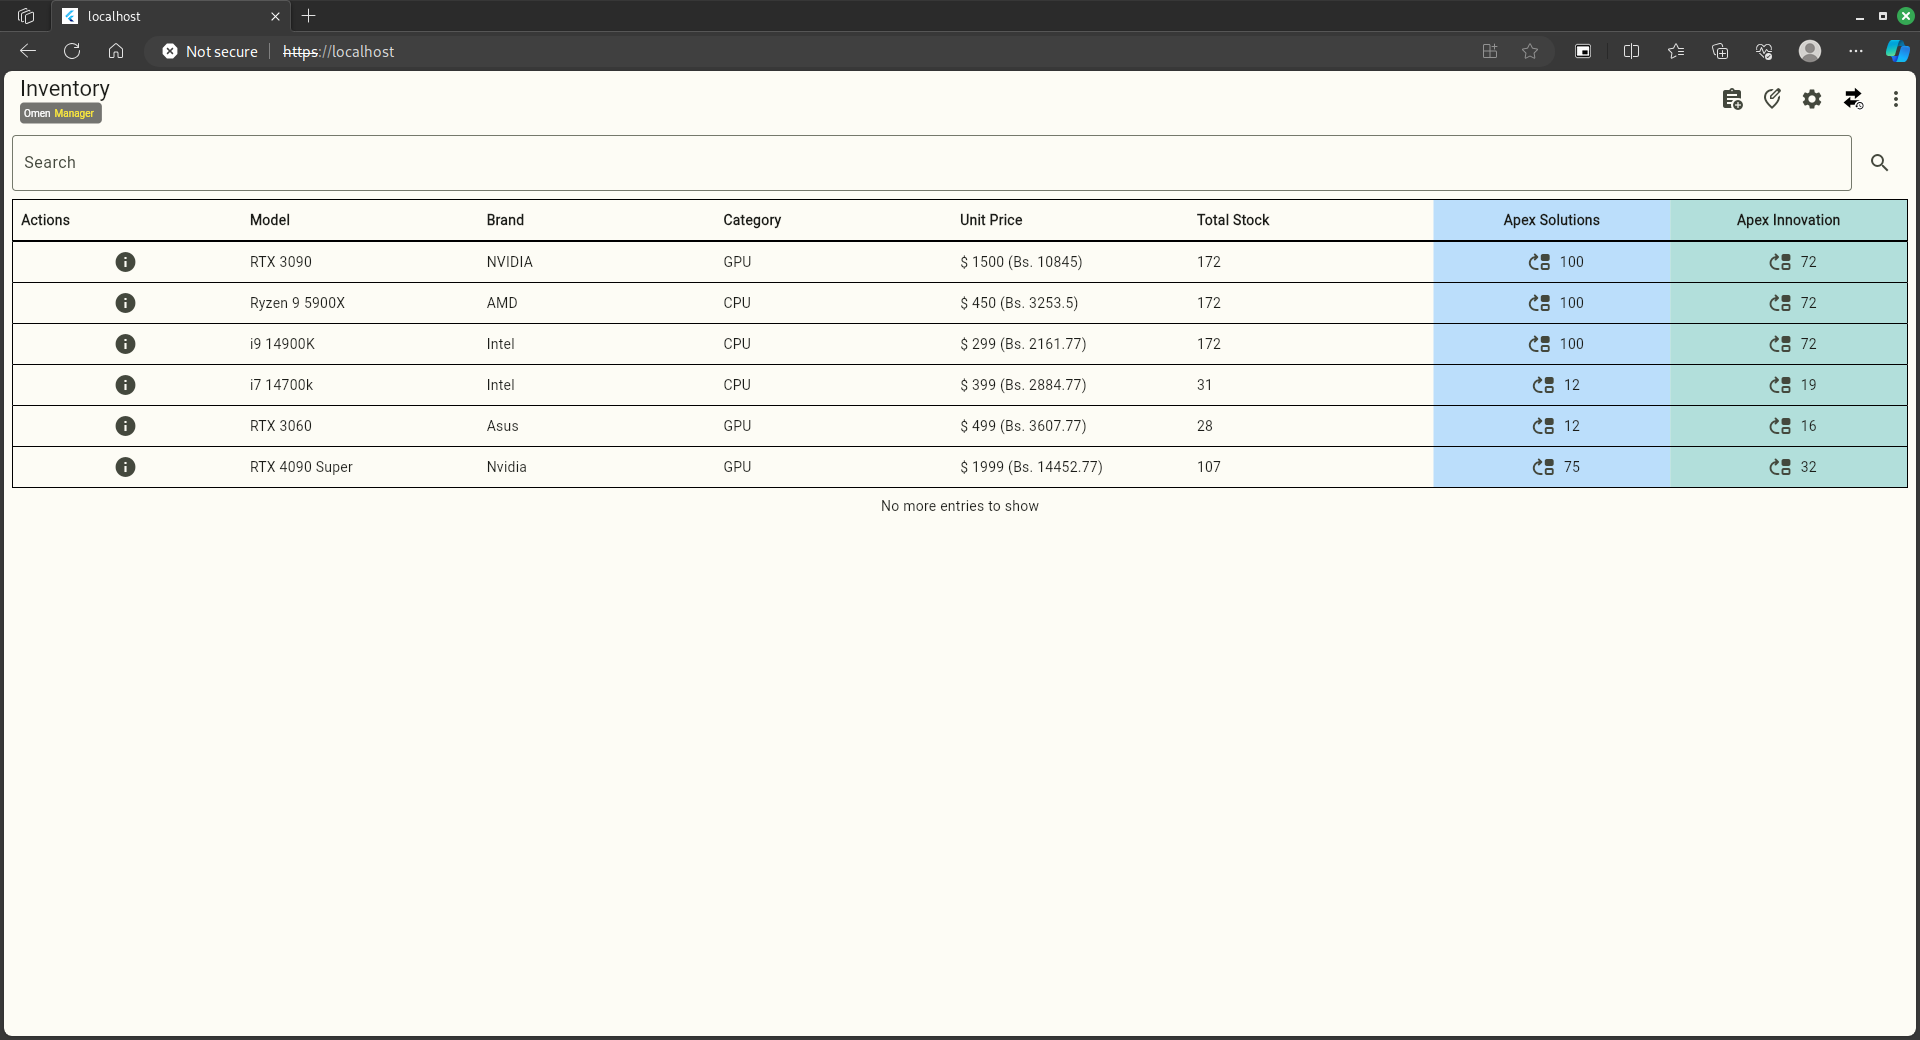 localhost
Not secure https://localhost
Inventory
Omen Manager
Search
Actions Model Brand Category Unit Price Total Stock Apex Solutions Apex Innovation
RTX 3090 NVIDIA GPU $ 1500 (Bs. 10845) 172 100 72
Ryzen 9 5900X AMD CPU $ 450 (Bs. 3253.5) 172 100 72
i9 14900K Intel CPU $ 299 (Bs. 2161.77) 172 100 72
i7 14700k Intel CPU $ 399 (Bs. 2884.77) 31 12 19
RTX 3060 Asus GPU $ 499 (Bs. 3607.77) 28 12 16
RTX 4090 Super Nvidia GPU $ 1999 (Bs. 14452.77) 107 75 32
No more entries to show